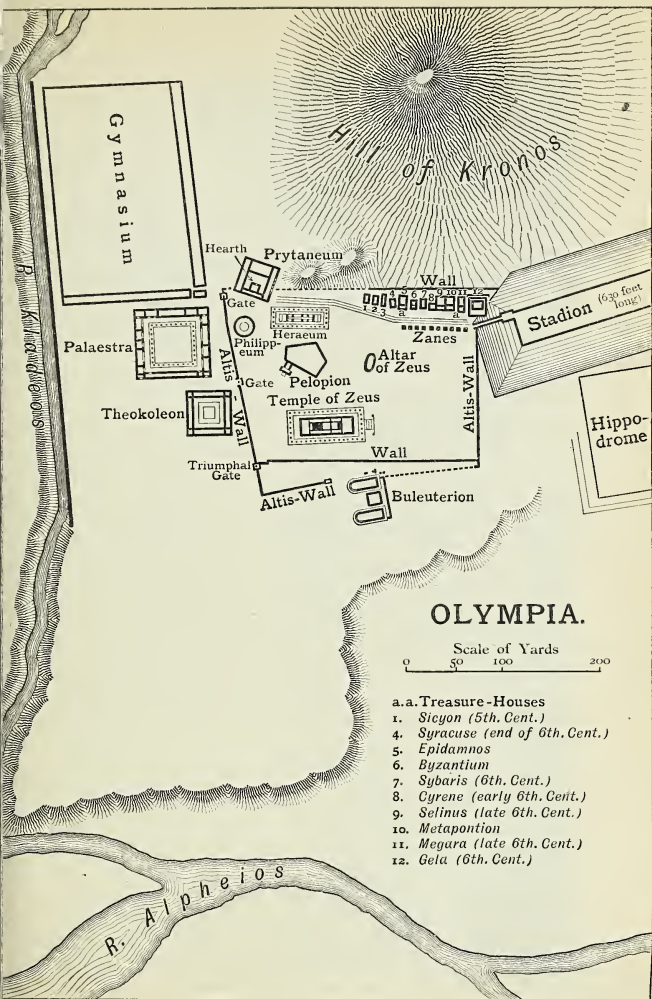 Gymnasium
Hill of Kronos
R. Kladeos
Hearth
Prytaneum
Gate
Wall
1 2 3 4 5 6 7 8 9 10 11 12
a
a
Stadion (630 feet long)
Zanes
Philipp-
eum
Heraeum
Palaestra
Altis
Wall
Gate
Pelopion
Altar
of Zeus
Altis-Wall
Hippo-
drome
Theokoleon
Temple of Zeus
Wall
Triumphal
Gate
Altis-Wall
Buleuterion
OLYMPIA.
Scale of Yards
0 50 100 200
a.a. Treasure-Houses
1. Sicyon (5th. Cent.)
4. Syracuse (end of 6th. Cent.)
5. Epidamnos
6. Byzantium
7. Sybaris (6th. Cent.)
8. Cyrene (early 6th. Cent.)
9. Selinus (late 6th. Cent.)
10. Metapontion
11. Megara (late 6th. Cent.)
12. Gela (6th. Cent.)
R. Alpheios